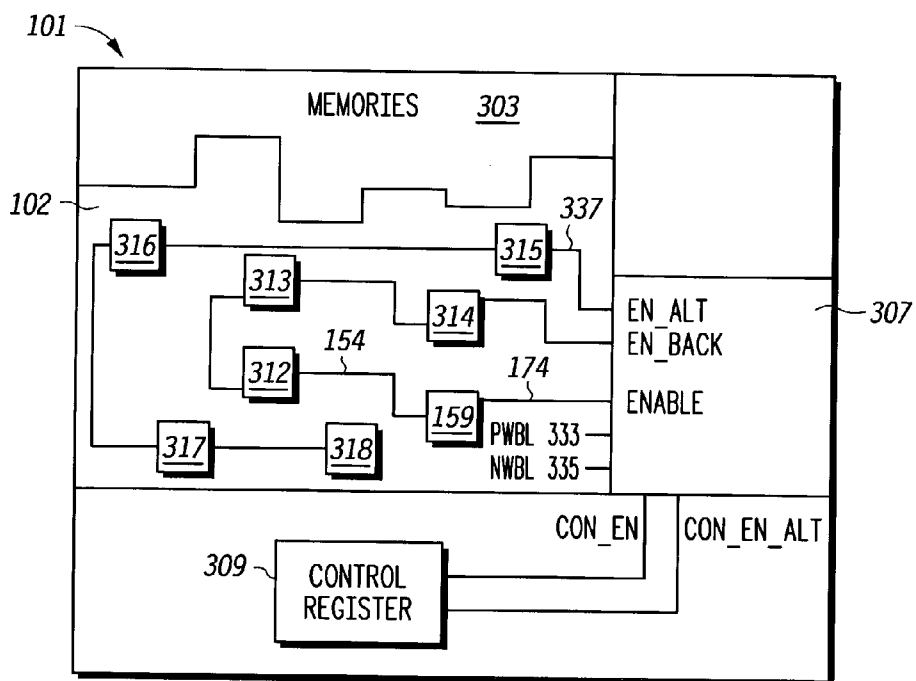 101
MEMORIES 303
102
337
316
315
313
314
EN_ALT
307
EN_BACK
154
312
174
159
ENABLE
PWBL 333
317
318
NWBL 335
CON_EN
CON_EN_ALT
309
CONTROL
REGISTER